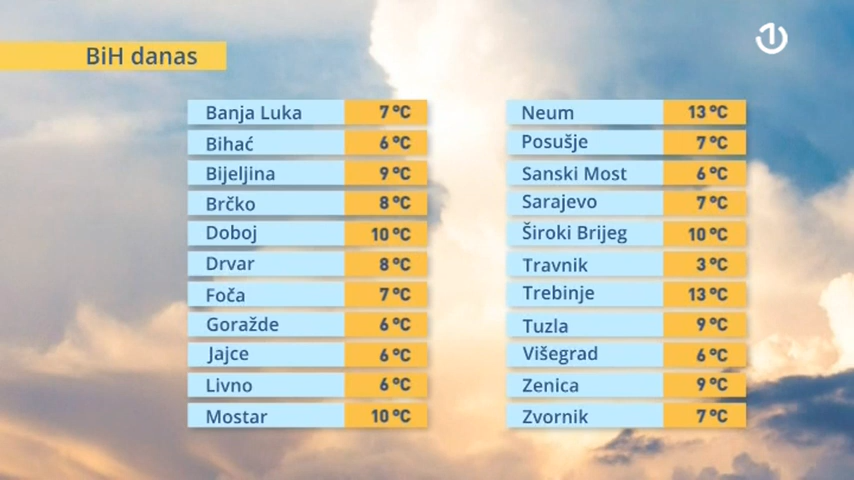 BiH danas
Banja Luka 7 °C
Bihać 6 °C
Bijeljina 9 °C
Brčko 8 °C
Doboj 10 °C
Drvar 8 °C
Foča 7 °C
Goražde 6 °C
Jajce 6 °C
Livno 6 °C
Mostar 10 °C
Neum 13 °C
Posušje 7 °C
Sanski Most 6 °C
Sarajevo 7 °C
Široki Brijeg 10 °C
Travnik 3 °C
Trebinje 13 °C
Tuzla 9 °C
Višegrad 6 °C
Zenica 9 °C
Zvornik 7 °C